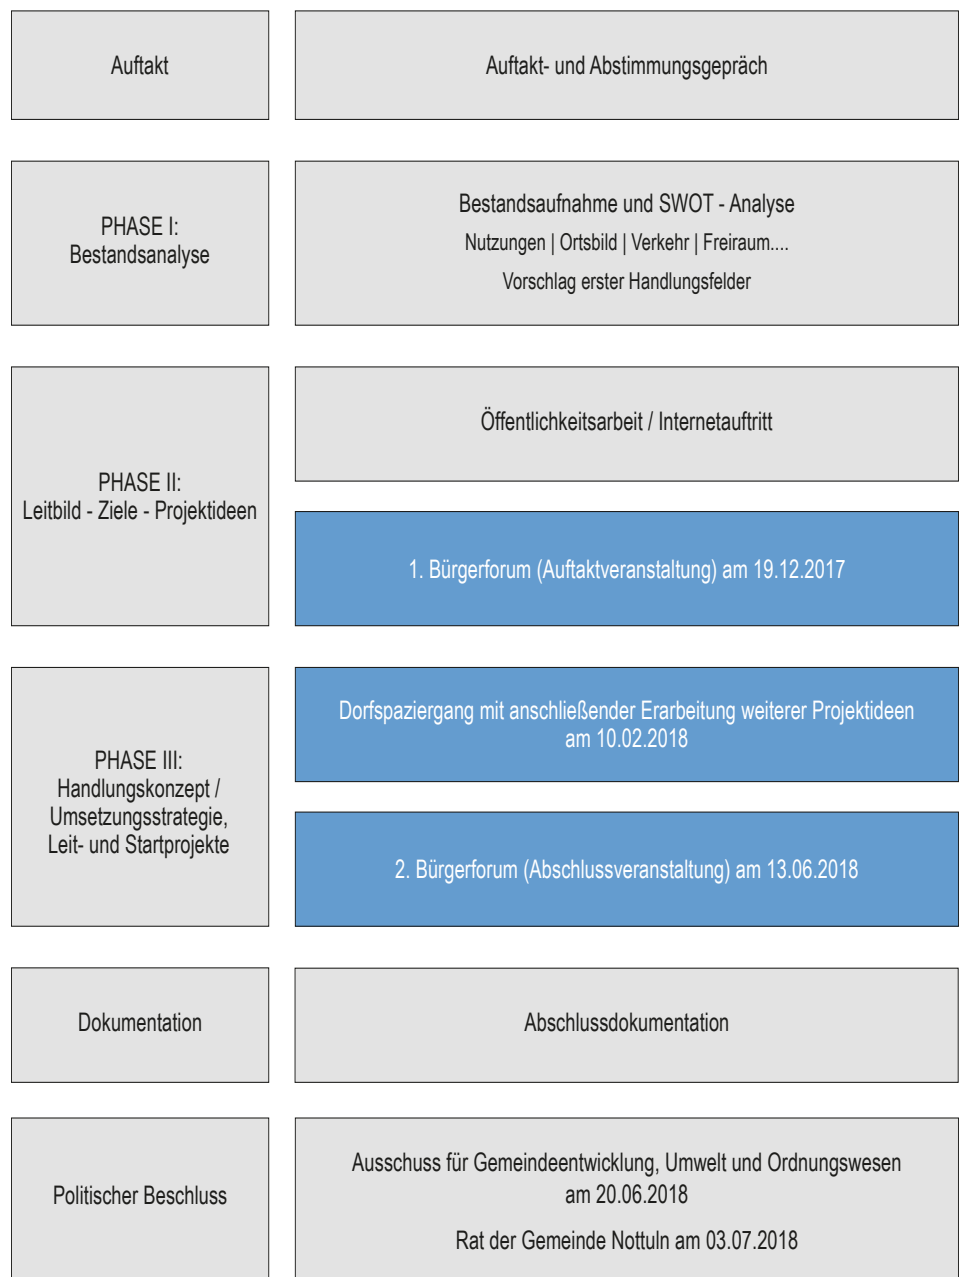 Auftakt
Auftakt- und Abstimmungsgepräch
PHASE I:
Bestandsanalyse
Bestandsaufnahme und SWOT - Analyse
Nutzungen | Ortsbild | Verkehr | Freiraum....
Vorschlag erster Handlungsfelder
PHASE II:
Leitbild - Ziele - Projektideen
Öffentlichkeitsarbeit / Internetauftritt
1. Bürgerforum (Auftaktveranstaltung) am 19.12.2017
PHASE III:
Handlungskonzept /
Umsetzungsstrategie,
Leit- und Startprojekte
Dorfspaziergang mit anschließender Erarbeitung weiterer Projektideen
am 10.02.2018
2. Bürgerforum (Abschlussveranstaltung) am 13.06.2018
Dokumentation
Abschlussdokumentation
Politischer Beschluss
Ausschuss für Gemeindeentwicklung, Umwelt und Ordnungswesen
am 20.06.2018
Rat der Gemeinde Nottuln am 03.07.2018